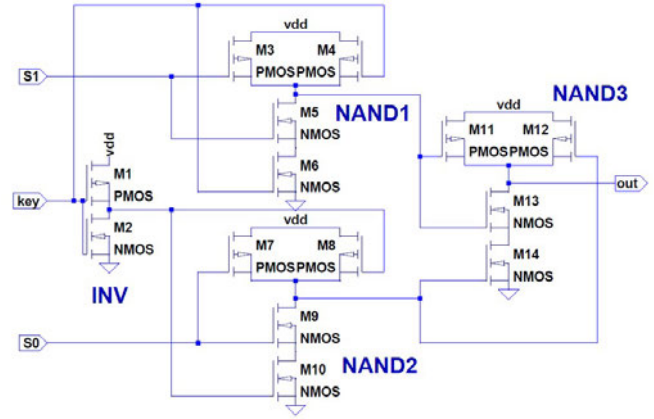 vdd
M3
M4
S1
PMOS PMOS
M5
NAND1
NMOS
M6
NMOS
vdd
NAND3
M11
M12
PMOS PMOS
out
M13
NMOS
M14
NMOS
vdd
M1
PMOS
key
M2
NMOS
INV
vdd
M7
M8
PMOS PMOS
S0
M9
NMOS
NAND2
M10
NMOS